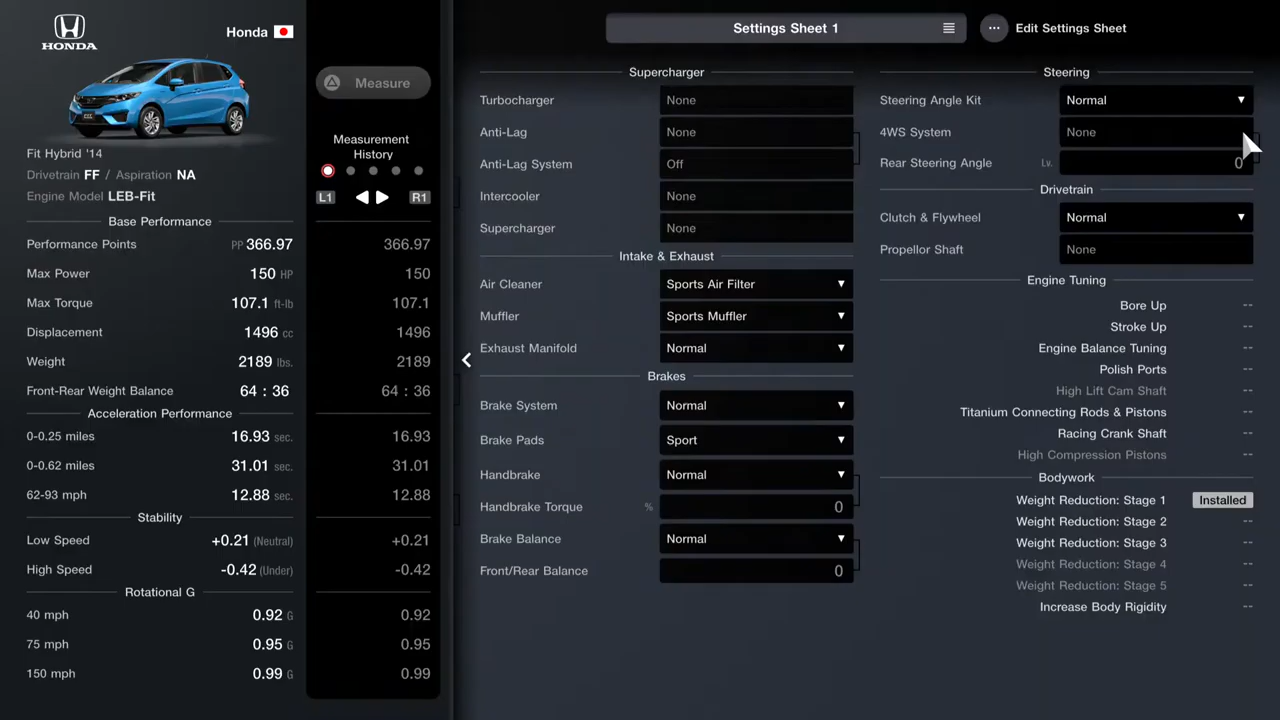 HONDA
Honda
Fit Hybrid '14
Drivetrain FF / Aspiration NA
Engine Model LEB-Fit
Base Performance
Performance Points PP 366.97
Max Power 150 HP
Max Torque 107.1 ft-lb
Displacement 1496 cc
Weight 2189 lbs.
Front-Rear Weight Balance 64 : 36
Acceleration Performance
0-0.25 miles 16.93 sec.
0-0.62 miles 31.01 sec.
62-93 mph 12.88 sec.
Stability
Low Speed +0.21 (Neutral)
High Speed -0.42 (Under)
Rotational G
40 mph 0.92 G
75 mph 0.95 G
150 mph 0.99 G
Measure
Measurement
History
L1 R1
366.97
150
107.1
1496
2189
64 : 36
16.93
31.01
12.88
+0.21
-0.42
0.92
0.95
0.99
Settings Sheet 1
Edit Settings Sheet
Supercharger
Turbocharger None
Anti-Lag None
Anti-Lag System Off
Intercooler None
Supercharger None
Intake & Exhaust
Air Cleaner Sports Air Filter
Muffler Sports Muffler
Exhaust Manifold Normal
Brakes
Brake System Normal
Brake Pads Sport
Handbrake Normal
Handbrake Torque % 0
Brake Balance Normal
Front/Rear Balance 0
Steering
Steering Angle Kit Normal
4WS System None
Rear Steering Angle Lv. 0
Drivetrain
Clutch & Flywheel Normal
Propellor Shaft None
Engine Tuning
Bore Up --
Stroke Up --
Engine Balance Tuning --
Polish Ports --
High Lift Cam Shaft --
Titanium Connecting Rods & Pistons --
Racing Crank Shaft --
High Compression Pistons --
Bodywork
Weight Reduction: Stage 1 Installed
Weight Reduction: Stage 2 --
Weight Reduction: Stage 3 --
Weight Reduction: Stage 4 --
Weight Reduction: Stage 5 --
Increase Body Rigidity --